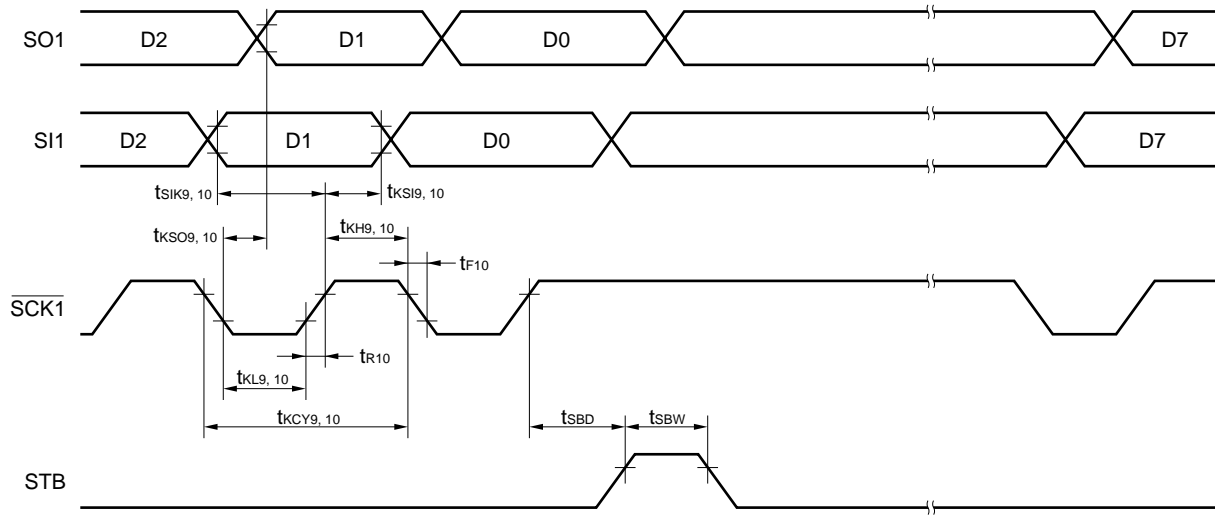 SO1 D2 D1 D0 D7
SI1 D2 D1 D0 D7
tSIK9, 10 tKSI9, 10
tKSO9, 10 tKH9, 10
tF10
SCK1
tR10
tKL9, 10
tKCY9, 10 tSBD tSBW
STB